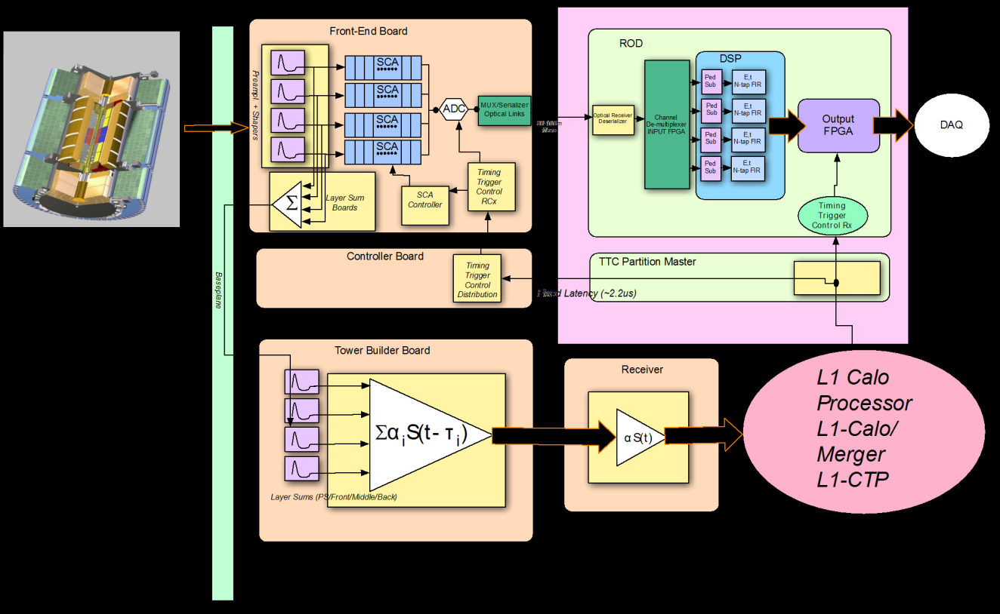 Front-End Board
Preampl. + Shapers
SCA
SCA
SCA
SCA
ADC
MUX/Serializer
Optical Links
Layer Sum
Boards
Σ
SCA
Controller
Timing
Trigger
Control
RCx
Controller Board
Timing
Trigger
Control
Distribution
Baseplane
ROD
Optical Receiver
Deserializer
Channel
De-multiplexer
INPUT FPGA
DSP
Ped
Sub
E,t
N-tap FIR
Ped
Sub
E,t
N-tap FIR
Ped
Sub
E,t
N-tap FIR
Ped
Sub
E,t
N-tap FIR
Output
FPGA
DAQ
Timing
Trigger
Control Rx
TTC Partition Master
Latency (~2.2us)
Tower Builder Board
Σα i S(t- τ i )
Layer Sums (PS/Front/Middle/Back)
Receiver
α S(t)
L1 Calo
Processor
L1-Calo/
Merger
L1-CTP